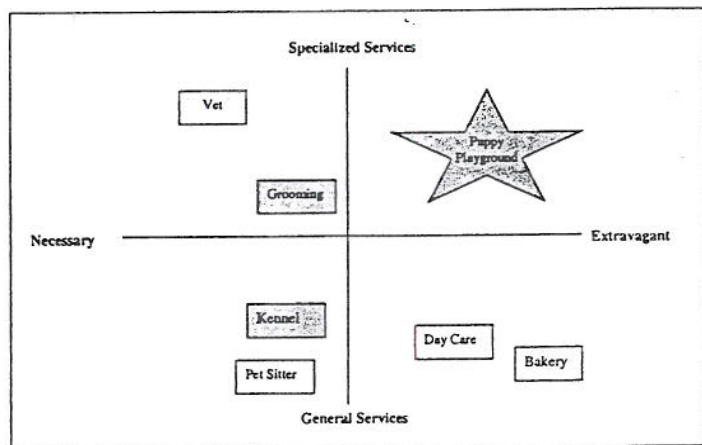 Specialized Services
Vet
Puppy
Playground
Grooming
Necessary
Extravagant
Kennel
Day Care
Bakery
Pet Sitter
General Services